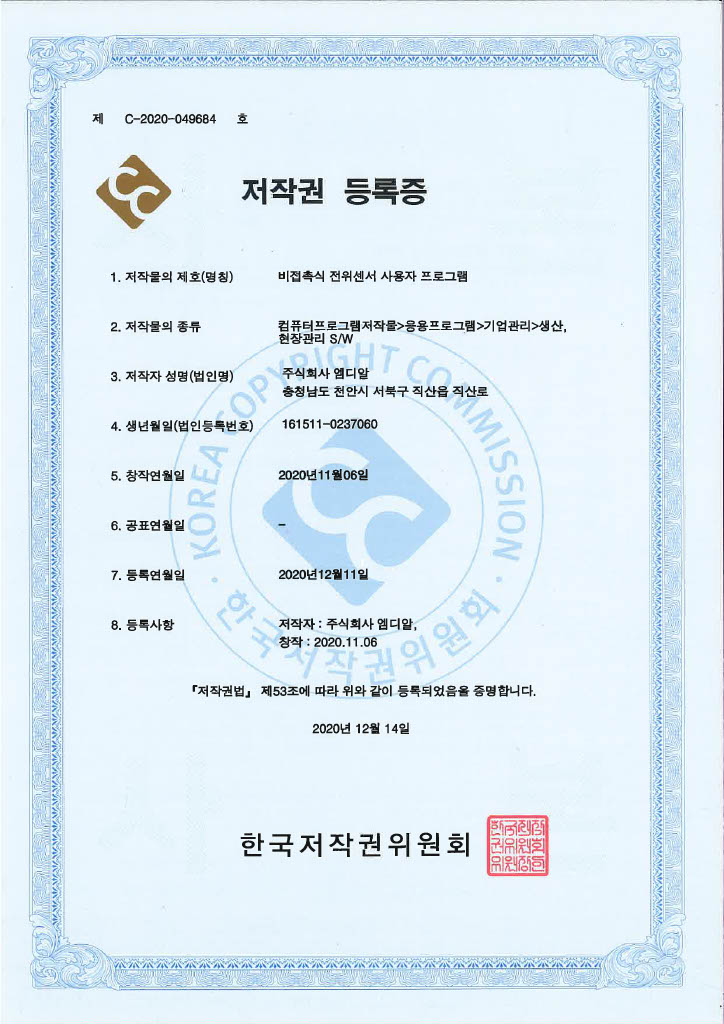 제 C-2020-049684 호
저작권 등록증
1. 저작물의 제호(명칭) 비접촉식 전위센서 사용자 프로그램
2. 저작물의 종류 컴퓨터프로그램저작물>응용프로그램>기업관리>생산,
현장관리 S/W
3. 저작자 성명(법인명) 주식회사 엠디알
충청남도 천안시 서북구 직산읍 직산로
4. 생년월일(법인등록번호) 161511-0237060
5. 창작연월일 2020년11월06일
6. 공표연월일 -
7. 등록연월일 2020년12월11일
8. 등록사항 저작자 : 주식회사 엠디알,
창작 : 2020.11.06
『저작권법』 제53조에 따라 위와 같이 등록되었음을 증명합니다.
2020년 12월 14일
한국저작권위원회
KOREA COPYRIGHT COMMISSION
한국저작권위원회